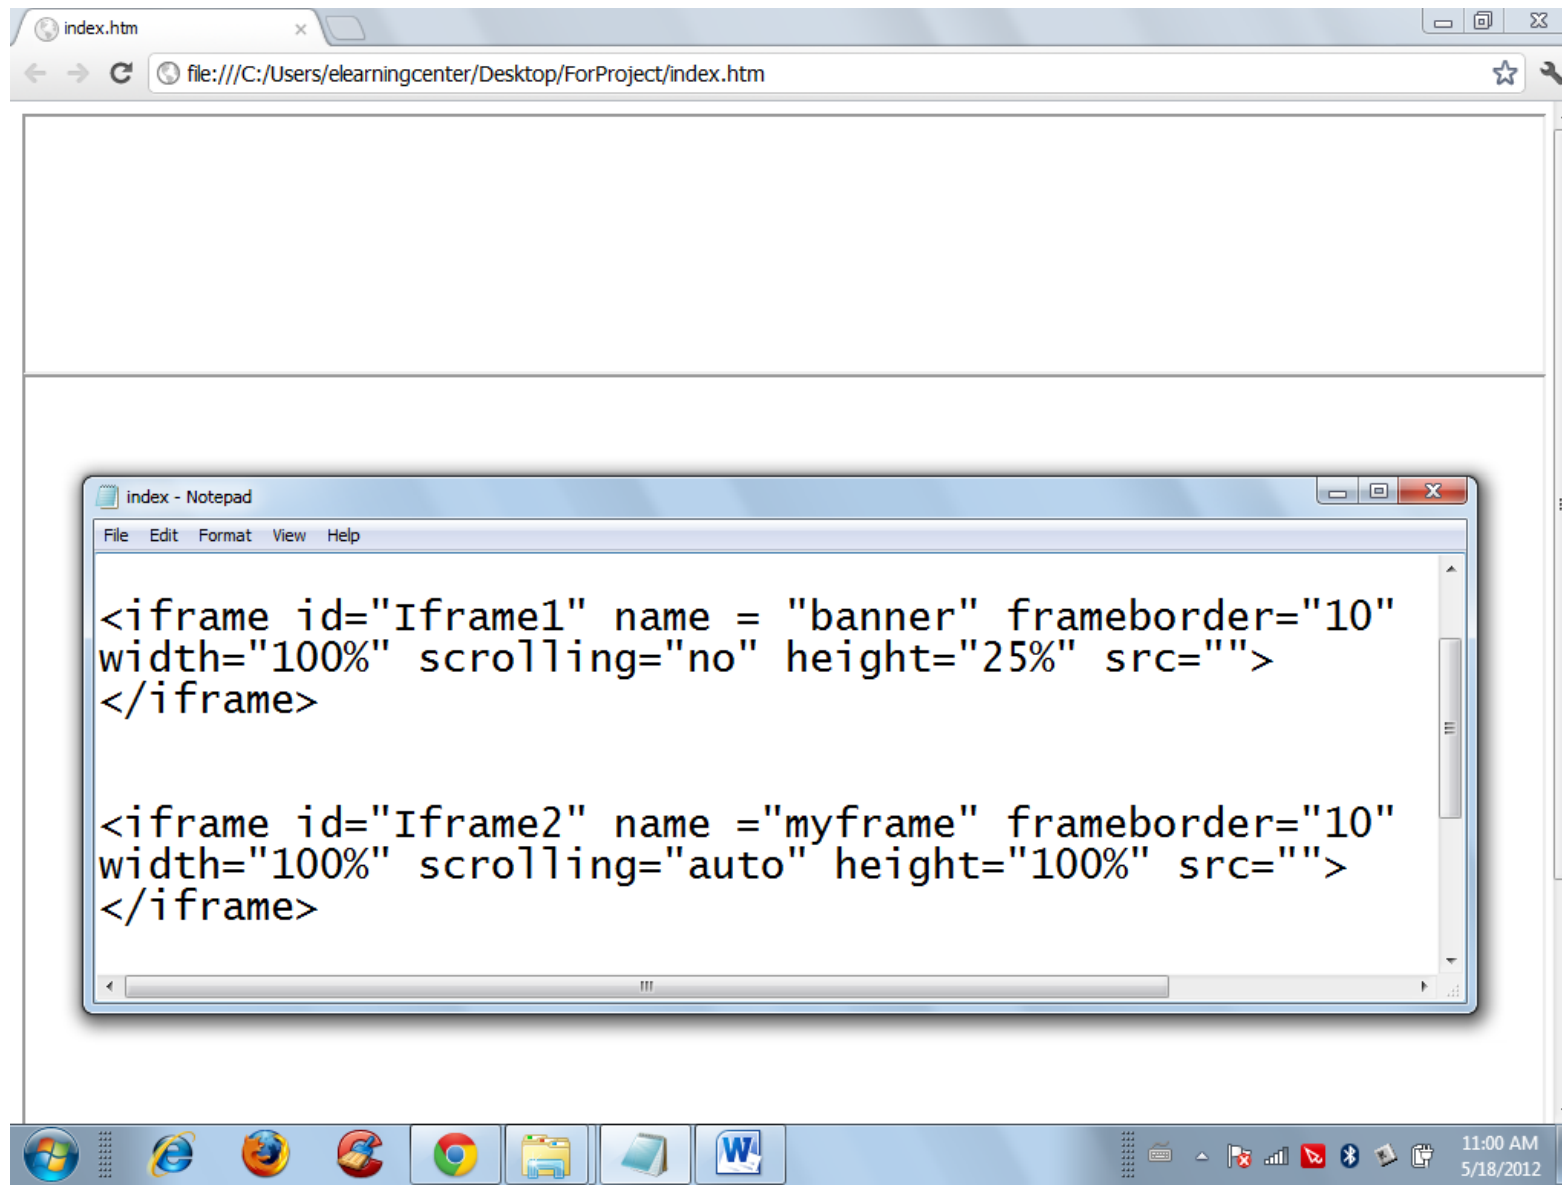 index.htm
file:///C:/Users/elearningcenter/Desktop/ForProject/index.htm
index - Notepad
File Edit Format View Help
<iframe id="Iframe1" name = "banner" frameborder="10"
width="100%" scrolling="no" height="25%" src="">
</iframe>
<iframe id="Iframe2" name ="myframe" frameborder="10"
width="100%" scrolling="auto" height="100%" src="">
</iframe>
W
11:00 AM
5/18/2012